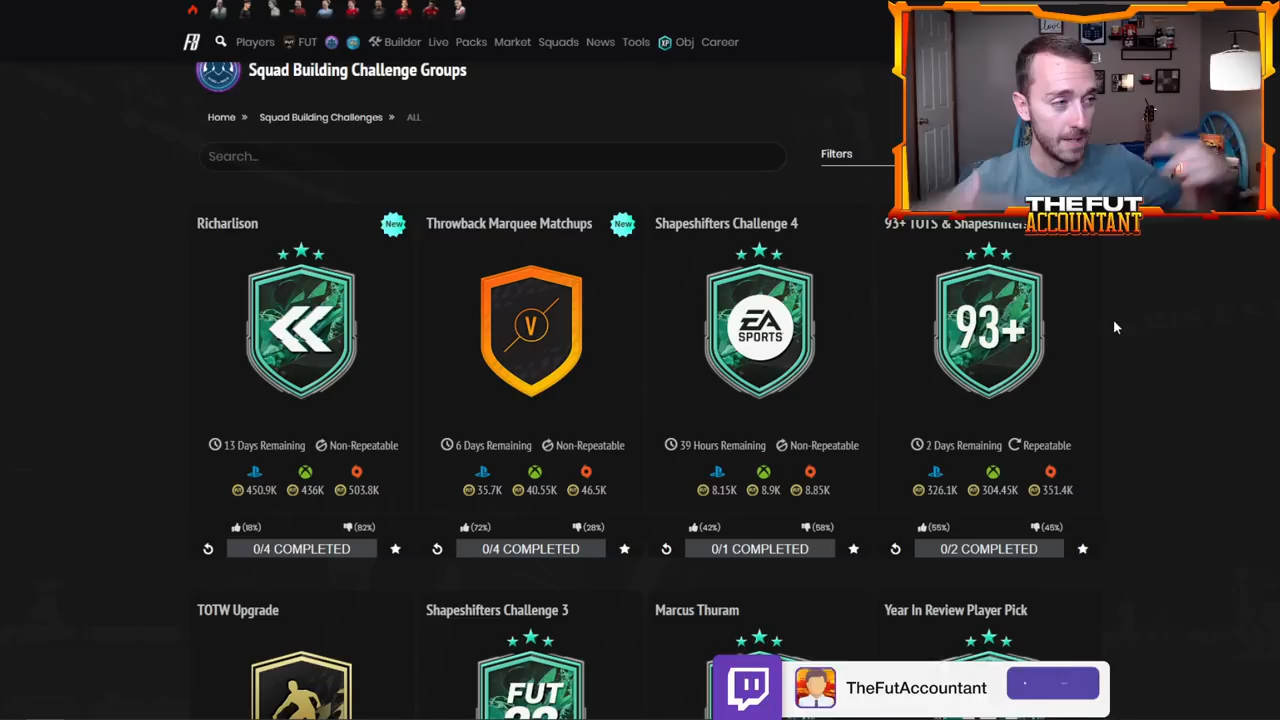 F8 Players FUT Builder Live Packs Market Squads News Tools XP Obj Career
Squad Building Challenge Groups
Home » Squad Building Challenges » ALL
Search...
Filters
THE FUT
ACCOUNTANT
Richarlison New
Throwback Marquee Matchups New
Shapeshifters Challenge 4
93+ TOTS & Shapeshifters
V
EA
SPORTS
93+
13 Days Remaining Non-Repeatable
6 Days Remaining Non-Repeatable
39 Hours Remaining Non-Repeatable
2 Days Remaining Repeatable
450.9K 436K 503.8K
35.7K 40.55K 46.5K
8.15K 8.9K 8.85K
326.1K 304.45K 351.4K
(18%) (82%)
(72%) (28%)
(42%) (58%)
(55%) (45%)
0/4 COMPLETED
0/4 COMPLETED
0/1 COMPLETED
0/2 COMPLETED
TOTW Upgrade
Shapeshifters Challenge 3
Marcus Thuram
Year In Review Player Pick
FUT
TheFutAccountant